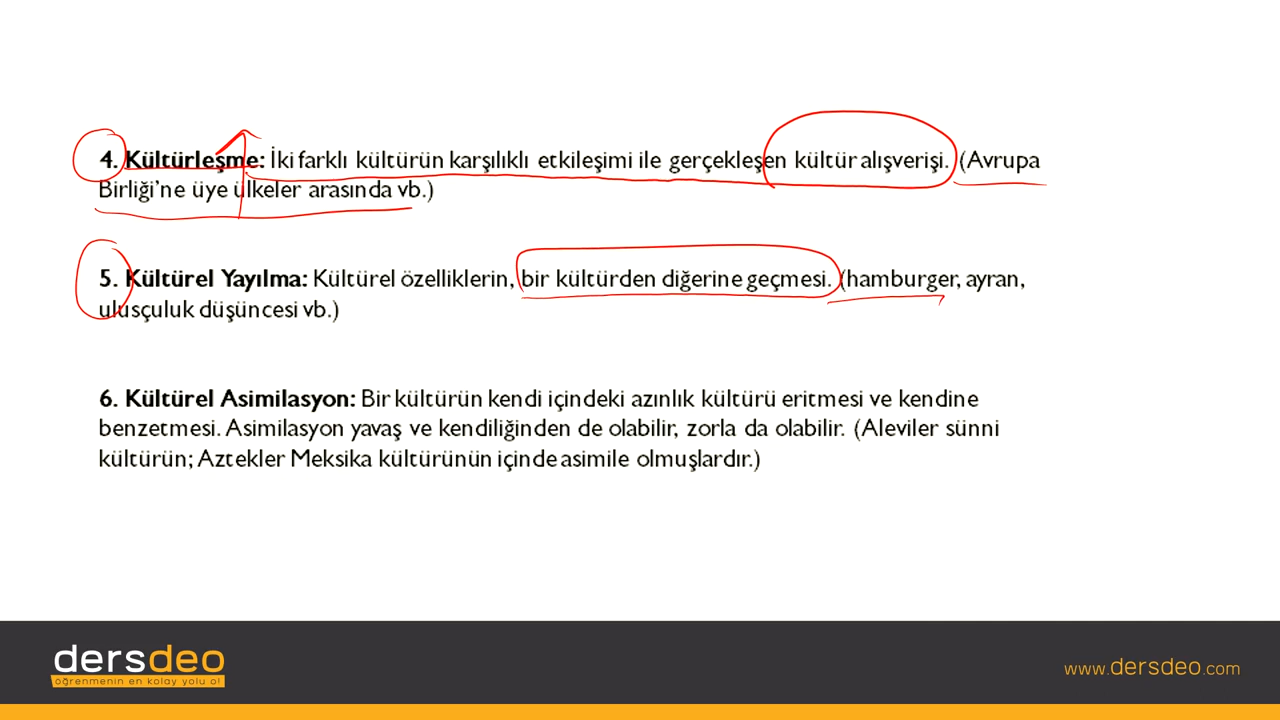 4. Kültürleşme: İki farklı kültürün karşılıklı etkileşimi ile gerçekleşen kültür alışverişi. (Avrupa
Birliği’ne üye ülkeler arasında vb.)
5. Kültürel Yayılma: Kültürel özelliklerin, bir kültürden diğerine geçmesi. (hamburger, ayran,
ulusçuluk düşüncesi vb.)
6. Kültürel Asimilasyon: Bir kültürün kendi içindeki azınlık kültürü eritmesi ve kendine
benzetmesi. Asimilasyon yavaş ve kendiliğinden de olabilir, zorla da olabilir. (Aleviler sünni
kültürün; Aztekler Meksika kültürünün içinde asimile olmuşlardır.)
dersdeo
öğrenmenin en kolay yolu o!
www.dersdeo.com